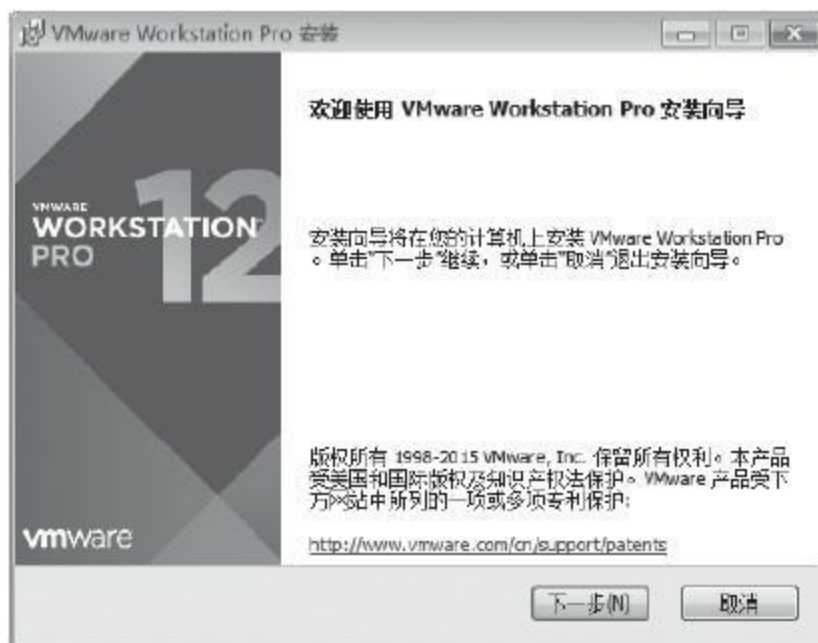 VMware Workstation Pro 安装
欢迎使用 VMware Workstation Pro 安装向导
VMWARE
WORKSTATION
PRO
12
安装向导将在您的计算机上安装 VMware Workstation Pro
。单击"下一步"继续，或单击"取消"退出安装向导。
版权所有 1998-2015 VMware, Inc. 保留所有权利。本产品
受美国和国际版权及知识产权法保护。VMware 产品受下
方网站中所列的一项或多项专利保护:
http://www.vmware.com/cn/support/patents
vmware
下一步(N)
取消